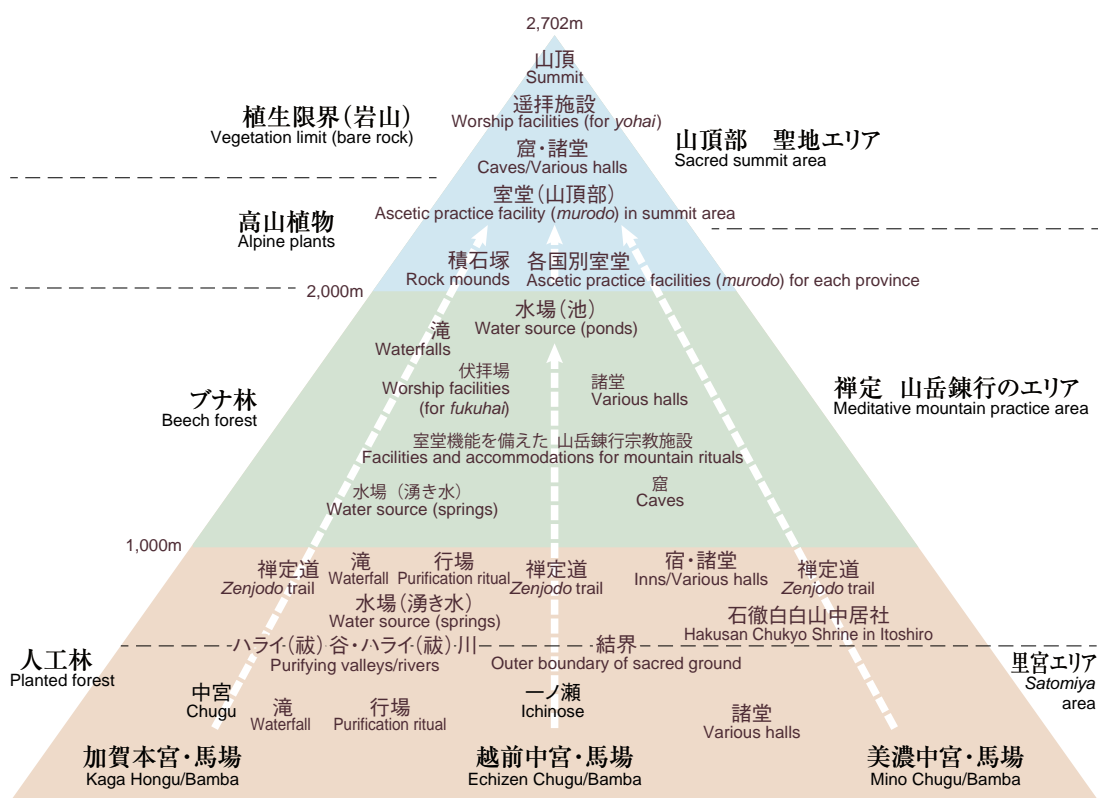 2,702m
山頂
Summit
遥拝施設
Worship facilities (for yohai)
植生限界（岩山）
Vegetation limit (bare rock)
山頂部　聖地エリア
Sacred summit area
窟・諸堂
Caves/Various halls
室堂（山頂部）
Ascetic practice facility (murodo) in summit area
高山植物
Alpine plants
積石塚
Rock mounds
各国別室堂
Ascetic practice facilities (murodo) for each province
2,000m
水場（池）
Water source (ponds)
滝
Waterfalls
伏拝場
Worship facilities
(for fukuhai)
諸堂
Various halls
ブナ林
Beech forest
禅定　山岳錬行のエリア
Meditative mountain practice area
室堂機能を備えた 山岳錬行宗教施設
Facilities and accommodations for mountain rituals
水場（湧き水）
Water source (springs)
窟
Caves
1,000m
禅定道
Zenjodo trail
滝
Waterfall
行場
Purification ritual
禅定道
Zenjodo trail
宿・諸堂
Inns/Various halls
禅定道
Zenjodo trail
水場（湧き水）
Water source (springs)
石徹白白山中居社
Hakusan Chukyo Shrine in Itoshiro
ハライ（祓）谷・ハライ（祓）川
Purifying valleys/rivers
結界
Outer boundary of sacred ground
人工林
Planted forest
里宮エリア
Satomiya
area
中宮
Chugu
滝
Waterfall
行場
Purification ritual
一ノ瀬
Ichinose
諸堂
Various halls
加賀本宮・馬場
Kaga Hongu/Bamba
越前中宮・馬場
Echizen Chugu/Bamba
美濃中宮・馬場
Mino Chugu/Bamba